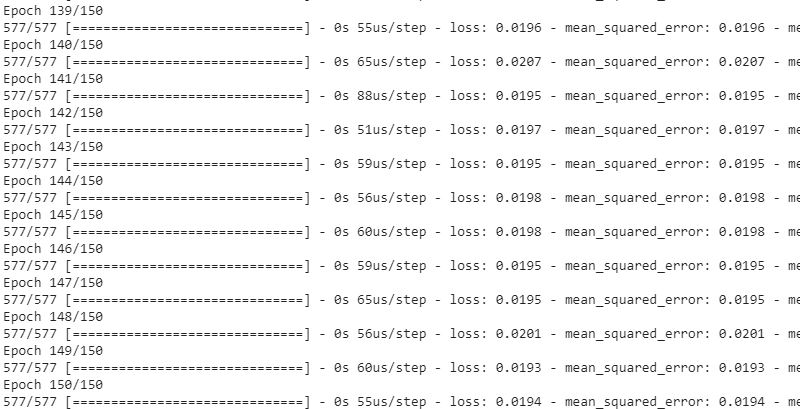 Epoch 139/150
577/577 [==============================] - 0s 55us/step - loss: 0.0196 - mean_squared_error: 0.0196 - me
Epoch 140/150
577/577 [==============================] - 0s 65us/step - loss: 0.0207 - mean_squared_error: 0.0207 - me
Epoch 141/150
577/577 [==============================] - 0s 88us/step - loss: 0.0195 - mean_squared_error: 0.0195 - me
Epoch 142/150
577/577 [==============================] - 0s 51us/step - loss: 0.0197 - mean_squared_error: 0.0197 - me
Epoch 143/150
577/577 [==============================] - 0s 59us/step - loss: 0.0195 - mean_squared_error: 0.0195 - me
Epoch 144/150
577/577 [==============================] - 0s 56us/step - loss: 0.0198 - mean_squared_error: 0.0198 - me
Epoch 145/150
577/577 [==============================] - 0s 60us/step - loss: 0.0198 - mean_squared_error: 0.0198 - me
Epoch 146/150
577/577 [==============================] - 0s 59us/step - loss: 0.0195 - mean_squared_error: 0.0195 - me
Epoch 147/150
577/577 [==============================] - 0s 65us/step - loss: 0.0195 - mean_squared_error: 0.0195 - me
Epoch 148/150
577/577 [==============================] - 0s 56us/step - loss: 0.0201 - mean_squared_error: 0.0201 - me
Epoch 149/150
577/577 [==============================] - 0s 60us/step - loss: 0.0193 - mean_squared_error: 0.0193 - me
Epoch 150/150
577/577 [==============================] - 0s 55us/step - loss: 0.0194 - mean_squared_error: 0.0194 - me